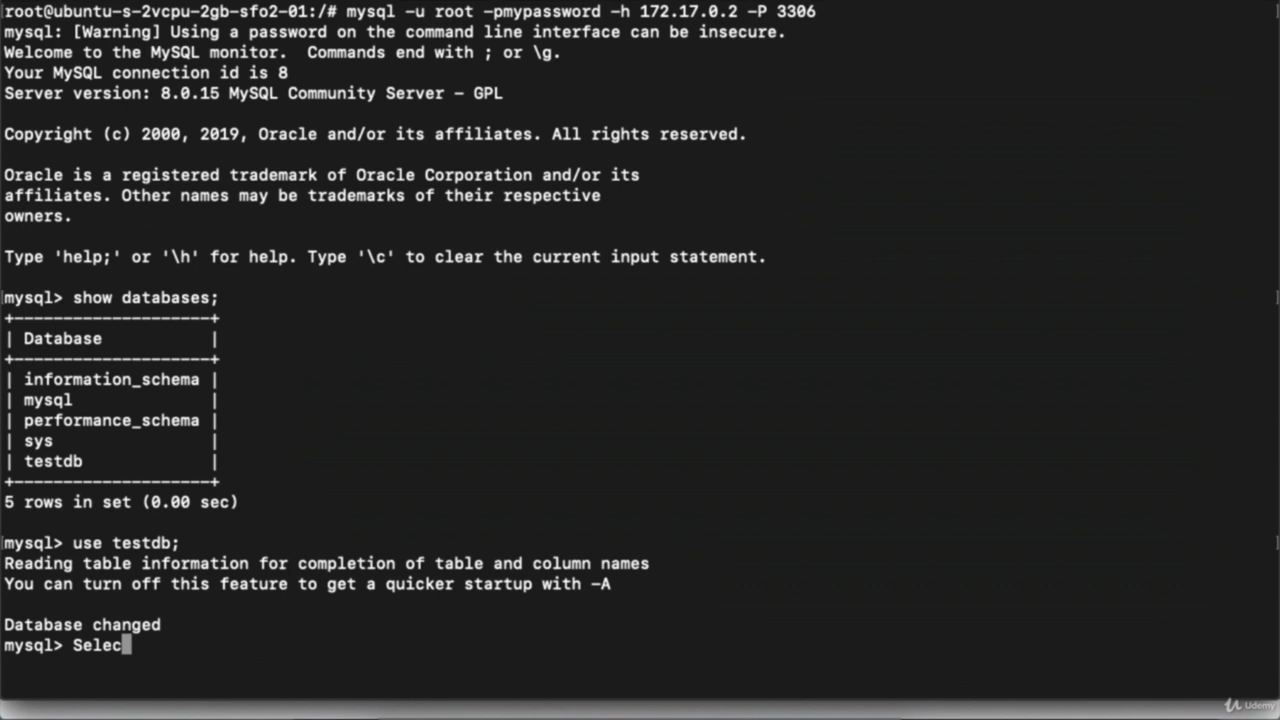 root@ubuntu-s-2vcpu-2gb-sfo2-01:/# mysql -u root -pmypassword -h 172.17.0.2 -P 3306
mysql: [Warning] Using a password on the command line interface can be insecure.
Welcome to the MySQL monitor.  Commands end with ; or \g.
Your MySQL connection id is 8
Server version: 8.0.15 MySQL Community Server - GPL
Copyright (c) 2000, 2019, Oracle and/or its affiliates. All rights reserved.
Oracle is a registered trademark of Oracle Corporation and/or its
affiliates. Other names may be trademarks of their respective
owners.
Type 'help;' or '\h' for help. Type '\c' to clear the current input statement.
mysql> show databases;
+--------------------+
| Database           |
+--------------------+
| information_schema |
| mysql              |
| performance_schema |
| sys                |
| testdb             |
+--------------------+
5 rows in set (0.00 sec)
mysql> use testdb;
Reading table information for completion of table and column names
You can turn off this feature to get a quicker startup with -A
Database changed
mysql> Selec
Udemy